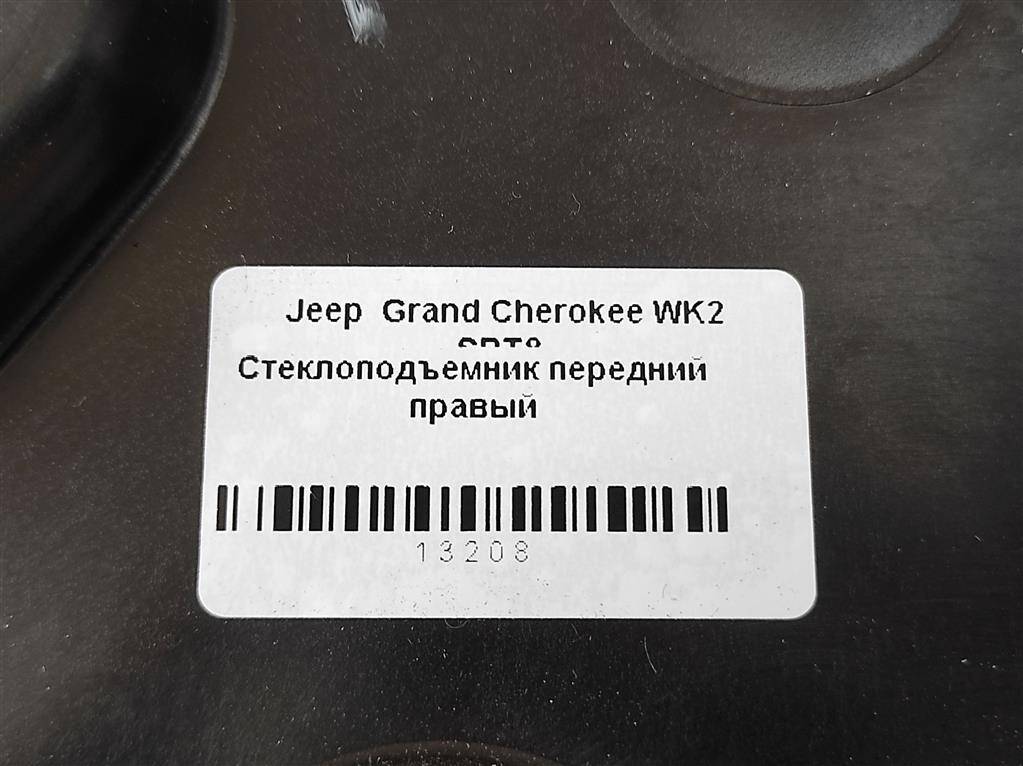 Jeep Grand Cherokee WK2
Стеклоподъемник передний
правый
13208